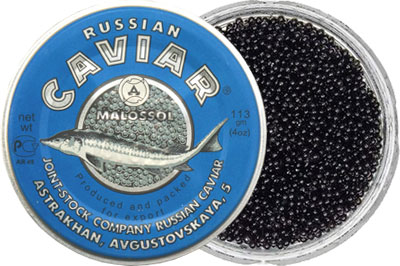 RUSSIAN
CAVIAR®
A
MALOSSOL
net
wt
113
gm
(4oz)
Produced and packed
for export
JOINT-STOCK COMPANY RUSSIAN CAVIAR
ASTRAKHAN, AVGUSTOVSKAYA, 5